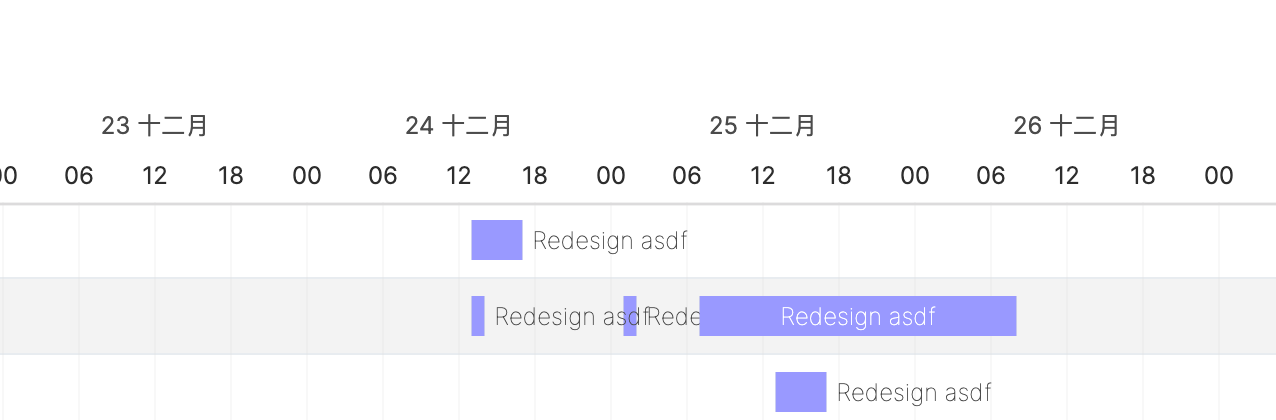 23 十二月 24 十二月 25 十二月 26 十二月
00 06 12 18 00 06 12 18 00 06 12 18 00 06 12 18 00
Redesign asdf
Redesign asdf Rede Redesign asdf
Redesign asdf